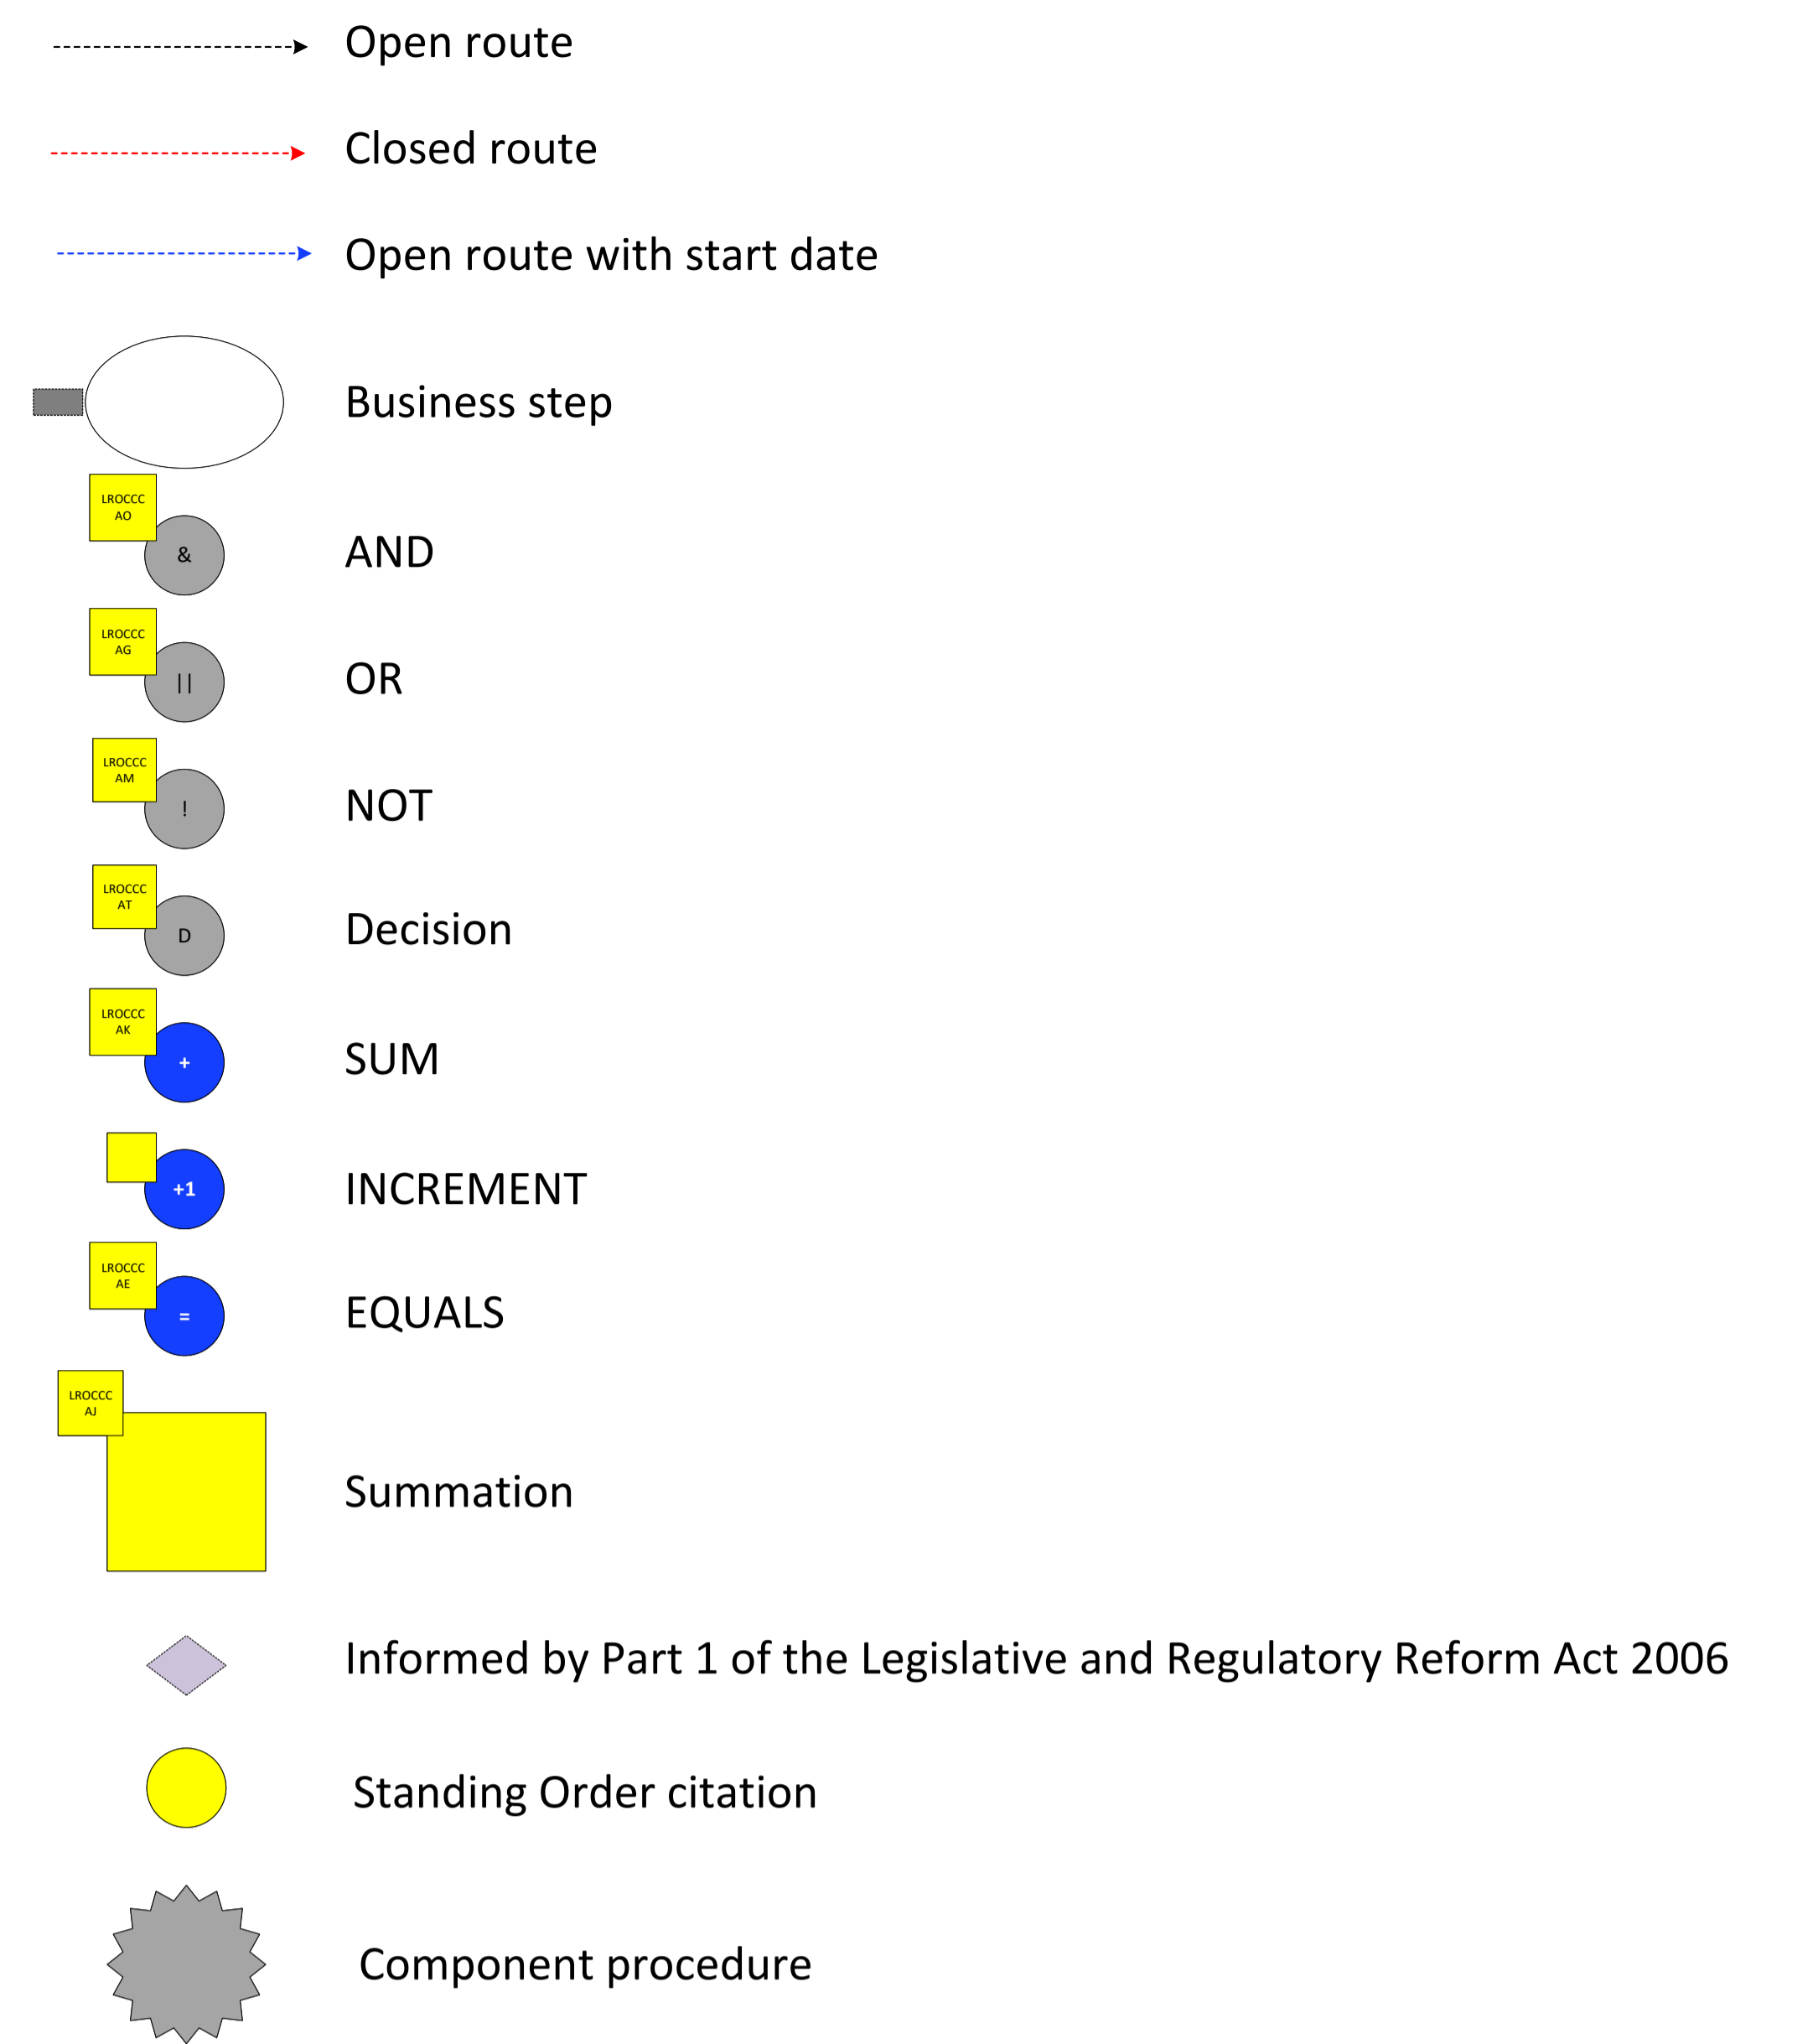 Open route
Closed route
Open route with start date
Business step
LROCCC
AO
&
AND
LROCCC
AG
||
OR
LROCCC
AM
!
NOT
LROCCC
AT
D
Decision
LROCCC
AK
+
SUM
+1
INCREMENT
LROCCC
AE
=
EQUALS
LROCCC
AJ
Summation
Informed by Part 1 of the Legislative and Regulatory Reform Act 2006
Standing Order citation
Component procedure